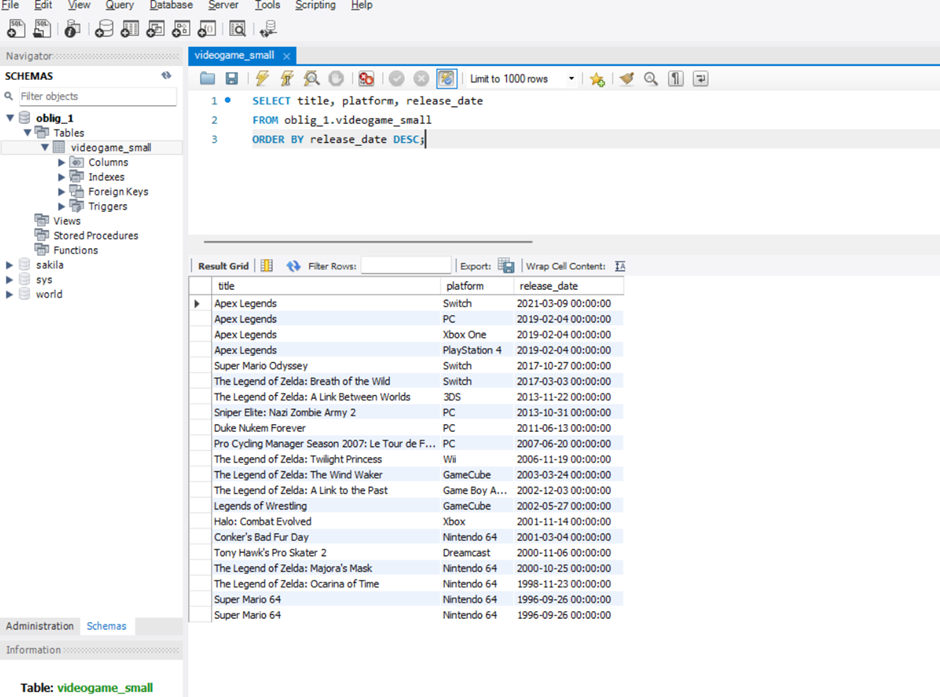 File Edit View Query Database Server Tools Scripting Help
Navigator
SCHEMAS
Filter objects
oblig_1
Tables
videogame_small
Columns
Indexes
Foreign Keys
Triggers
Views
Stored Procedures
Functions
sakila
sys
world
Administration Schemas
Information
Table: videogame_small
videogame_small
Limit to 1000 rows
1 SELECT title, platform, release_date
2 FROM oblig_1.videogame_small
3 ORDER BY release_date DESC;
Result Grid Filter Rows: Export: Wrap Cell Content:
title platform release_date
Apex Legends Switch 2021-03-09 00:00:00
Apex Legends PC 2019-02-04 00:00:00
Apex Legends Xbox One 2019-02-04 00:00:00
Apex Legends PlayStation 4 2019-02-04 00:00:00
Super Mario Odyssey Switch 2017-10-27 00:00:00
The Legend of Zelda: Breath of the Wild Switch 2017-03-03 00:00:00
The Legend of Zelda: A Link Between Worlds 3DS 2013-11-22 00:00:00
Sniper Elite: Nazi Zombie Army 2 PC 2013-10-31 00:00:00
Duke Nukem Forever PC 2011-06-13 00:00:00
Pro Cycling Manager Season 2007: Le Tour de F... PC 2007-06-20 00:00:00
The Legend of Zelda: Twilight Princess Wii 2006-11-19 00:00:00
The Legend of Zelda: The Wind Waker GameCube 2003-03-24 00:00:00
The Legend of Zelda: A Link to the Past Game Boy A... 2002-12-03 00:00:00
Legends of Wrestling GameCube 2002-05-27 00:00:00
Halo: Combat Evolved Xbox 2001-11-14 00:00:00
Conker's Bad Fur Day Nintendo 64 2001-03-04 00:00:00
Tony Hawk's Pro Skater 2 Dreamcast 2000-11-06 00:00:00
The Legend of Zelda: Majora's Mask Nintendo 64 2000-10-25 00:00:00
The Legend of Zelda: Ocarina of Time Nintendo 64 1998-11-23 00:00:00
Super Mario 64 Nintendo 64 1996-09-26 00:00:00
Super Mario 64 Nintendo 64 1996-09-26 00:00:00